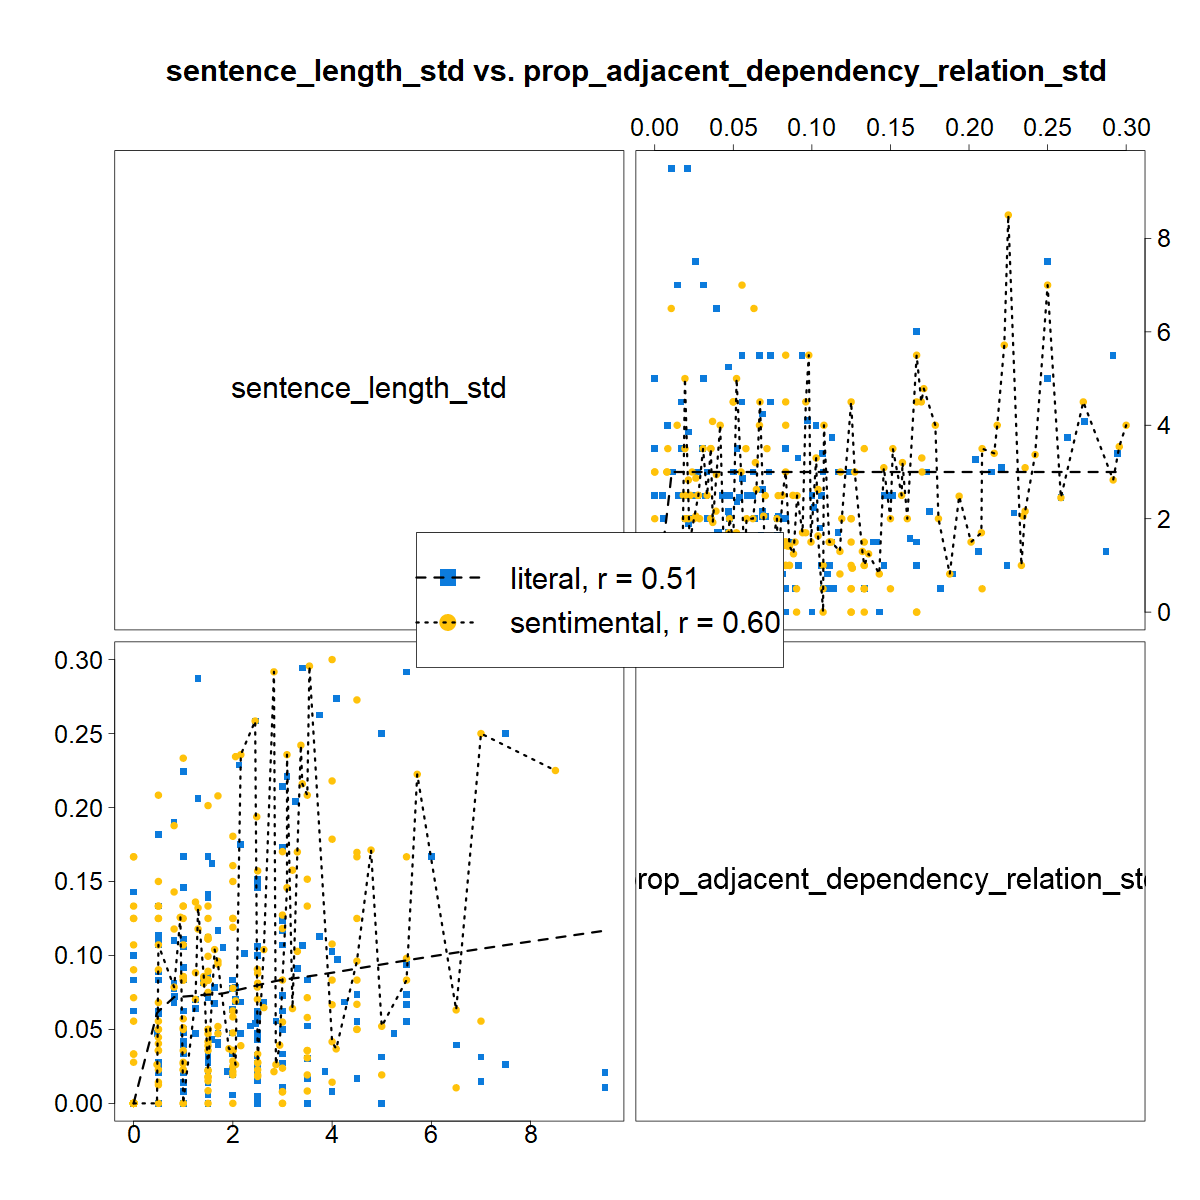 sentence_length_std vs. prop_adjacent_dependency_relation_std
0.00 0.05 0.10 0.15 0.20 0.25 0.30
sentence_length_std
8
6
4
2
0
literal, r = 0.51
sentimental, r = 0.60
0.30
0.25
0.20
0.15
0.10
0.05
0.00
prop_adjacent_dependency_relation_std
0 2 4 6 8